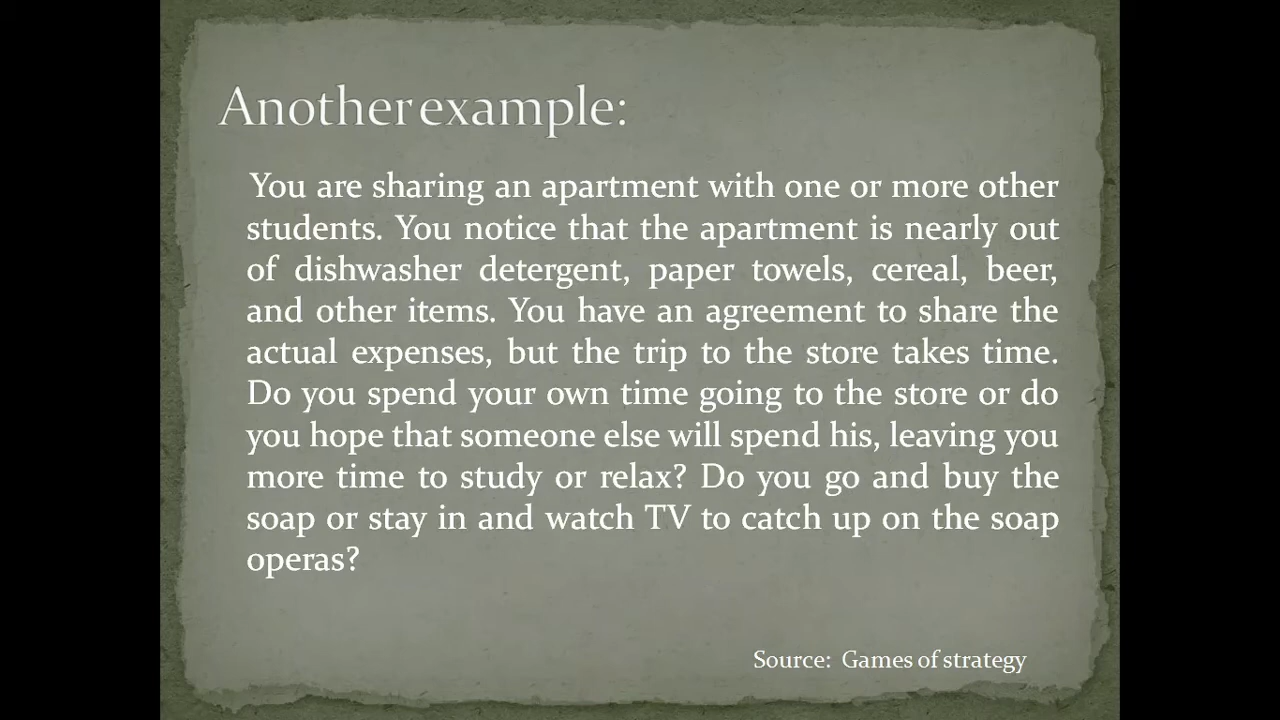 Another example:
You are sharing an apartment with one or more other
students. You notice that the apartment is nearly out
of dishwasher detergent, paper towels, cereal, beer,
and other items. You have an agreement to share the
actual expenses, but the trip to the store takes time.
Do you spend your own time going to the store or do
you hope that someone else will spend his, leaving you
more time to study or relax? Do you go and buy the
soap or stay in and watch TV to catch up on the soap
operas?
Source: Games of strategy